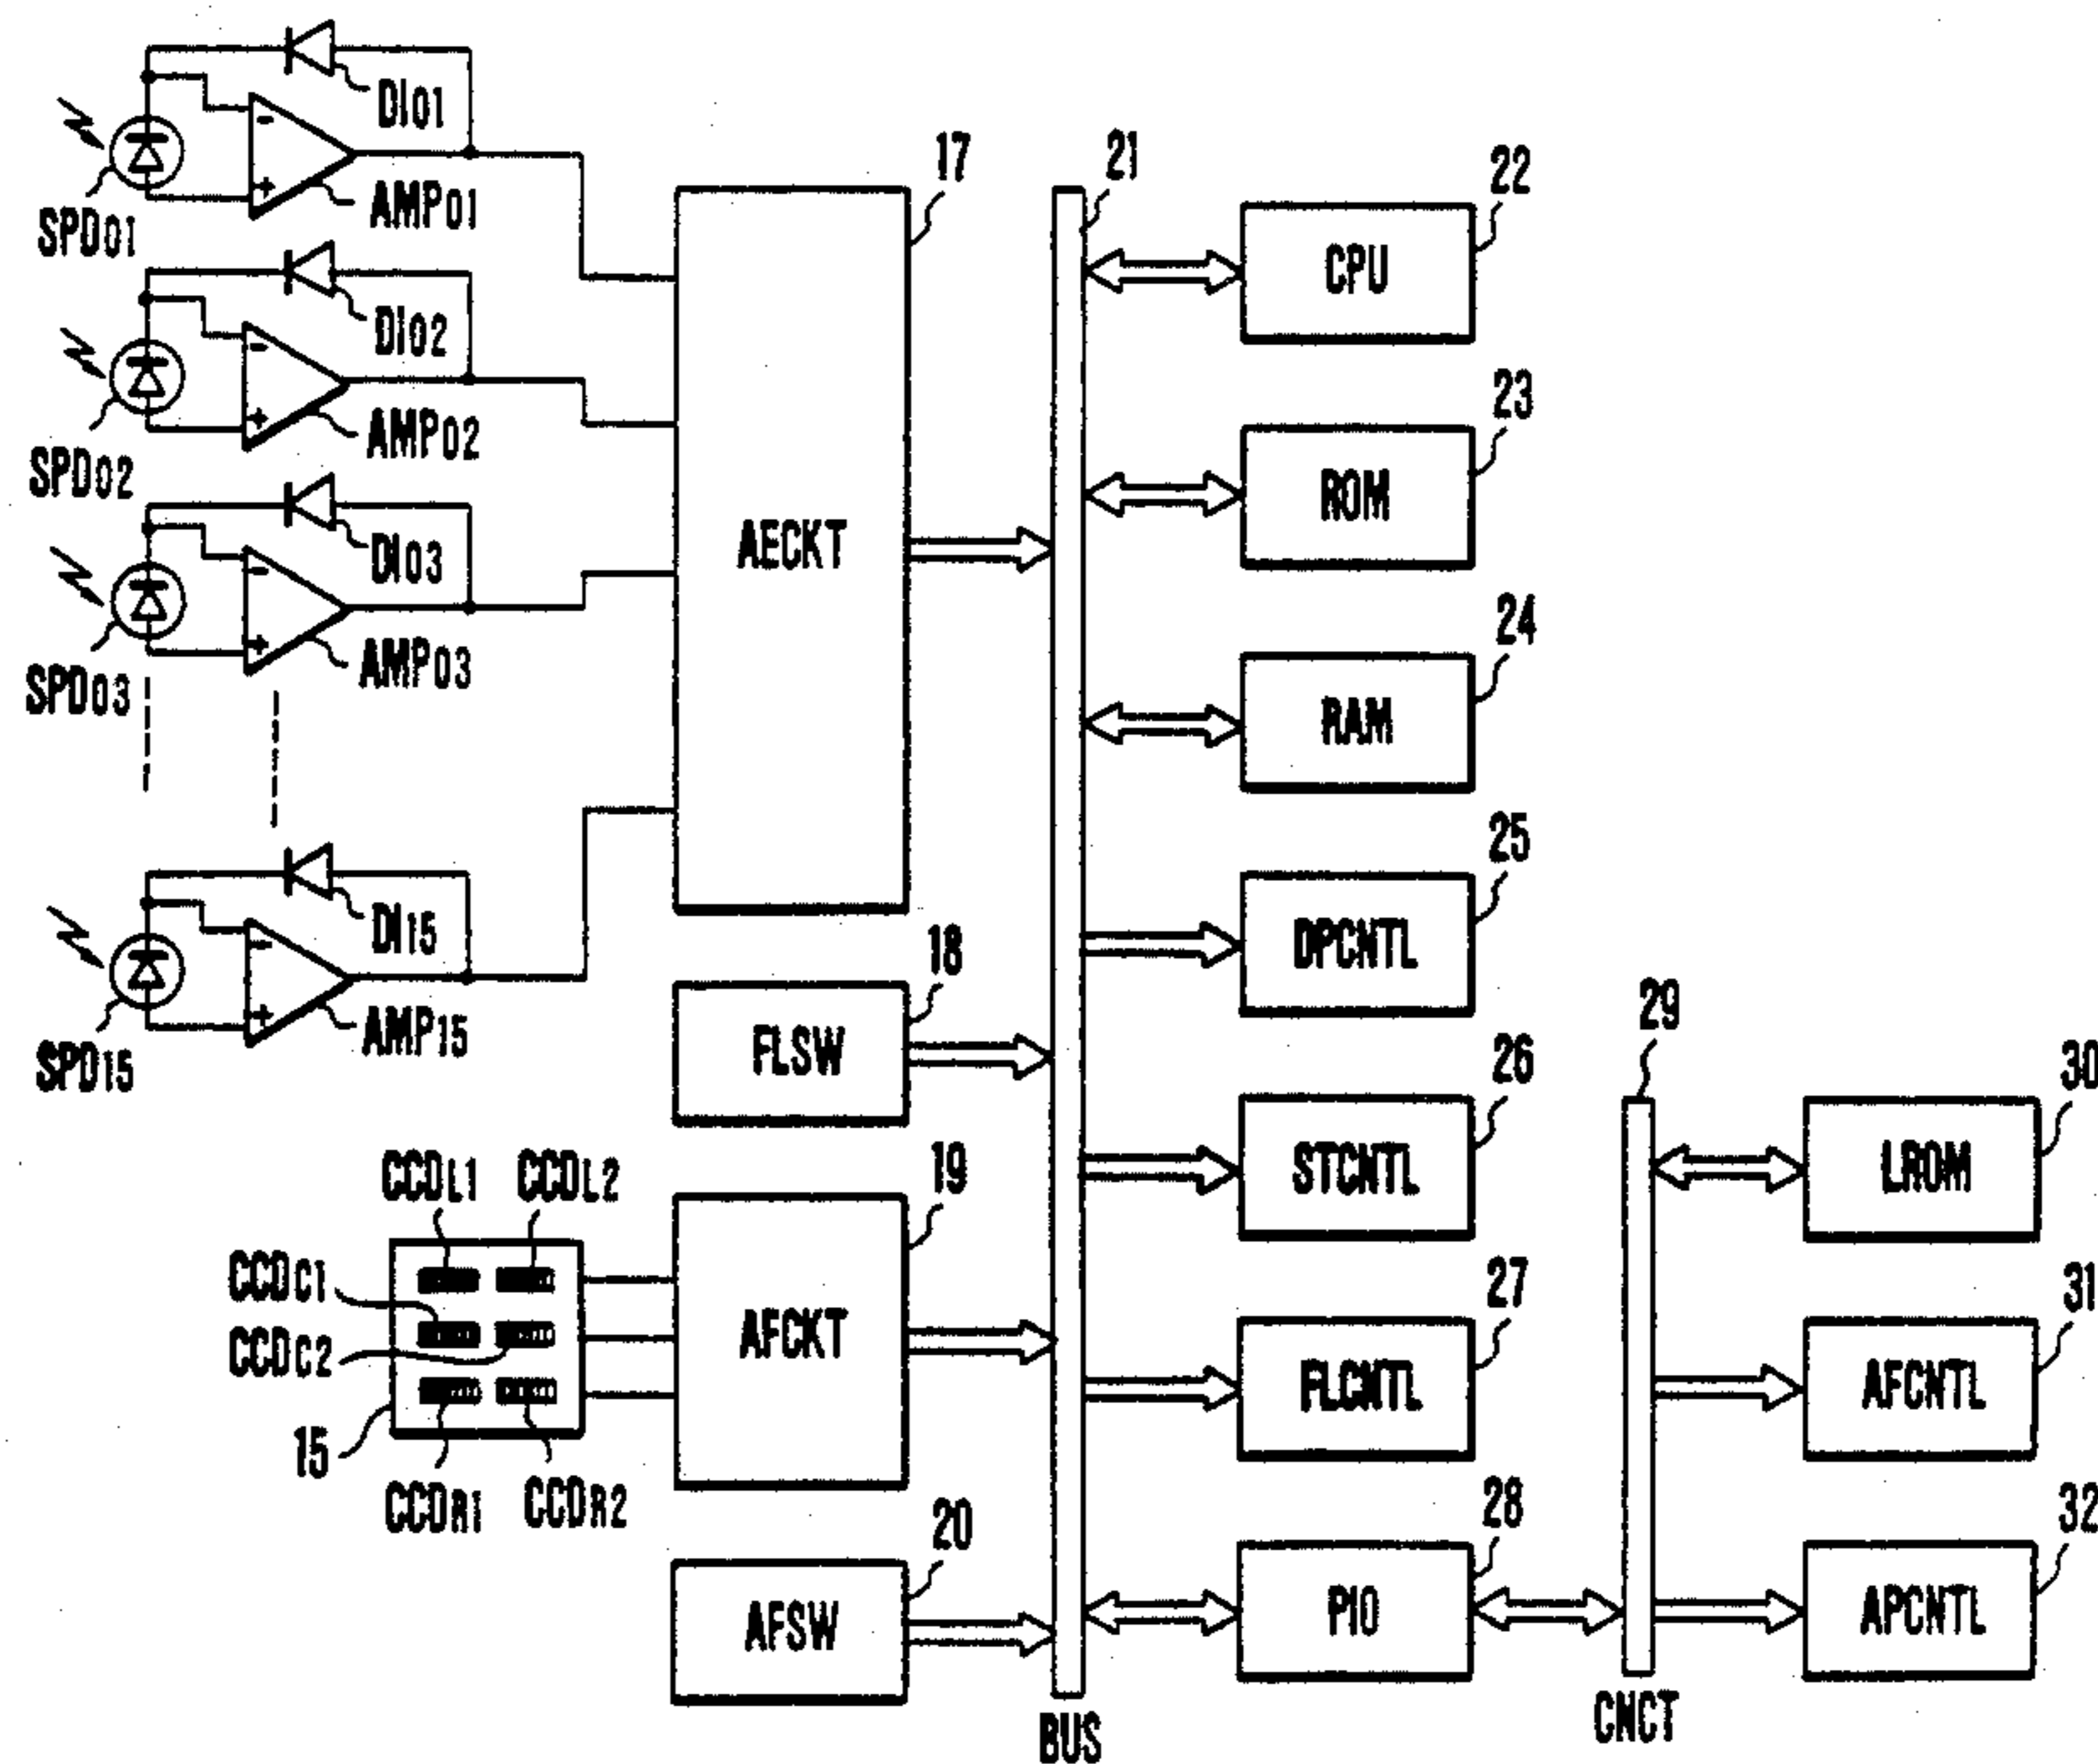 DI01
AMP01
SPD01
DI02
AMP02
SPD02
DI03
AMP03
SPD03
DI15
AMP15
SPD15
17
AECKT
18
FLSW
CCDL1
CCDL2
CCDC1
CCDC2
15
CCDR1
CCDR2
19
AFCKT
20
AFSW
21
BUS
22
CPU
23
ROM
24
RAM
25
DPCNTL
26
STCNTL
27
FLCNTL
28
PIO
29
CNCT
30
LROM
31
AFCNTL
32
APCNTL